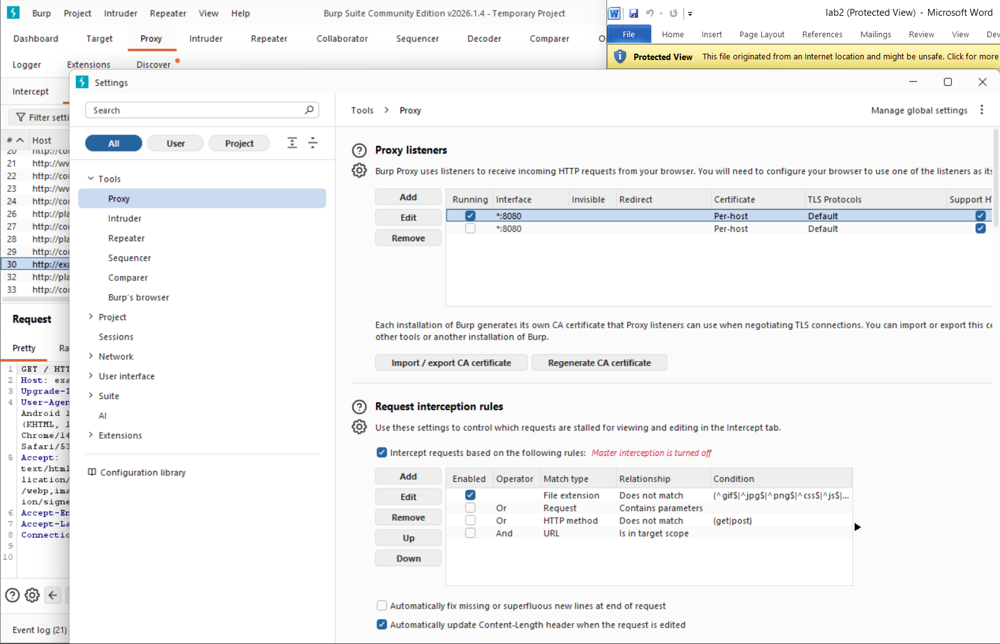 Burp Project Intruder Repeater View Help Burp Suite Community Edition v2026.1.4 - Temporary Project
Dashboard Target Proxy Intruder Repeater Collaborator Sequencer Decoder Comparer
Logger Extensions Discover
Intercept
Filter setti
# Host
20 http://cor
21 http://ww
22 http://cor
23 http://ww
24 http://cor
26 http://pla
27 http://cor
28 http://pla
29 http://cor
30 http://exa
32 http://pla
33 http://cor
Request
Pretty Ra
1 GET / HTT
2 Host: exa
3 Upgrade-I
4 User-Agen
Android 1
(KHTML, l
Chrome/14
Safari/53
5 Accept:
text/html
lication/
/webp,ima
ion/signe
6 Accept-En
7 Accept-La
8 Connectio
9
10
Event log (21)
lab2 (Protected View) - Microsoft Word
File Home Insert Page Layout References Mailings Review View Dev
Protected View This file originated from an Internet location and might be unsafe. Click for more
Settings
Search
All User Project
Tools
Proxy
Intruder
Repeater
Sequencer
Comparer
Burp's browser
Project
Sessions
Network
User interface
Suite
AI
Extensions
Configuration library
Tools > Proxy
Manage global settings
Proxy listeners
Burp Proxy uses listeners to receive incoming HTTP requests from your browser. You will need to configure your browser to use one of the listeners as its
Add
Edit
Remove
Running Interface Invisible Redirect Certificate TLS Protocols Support HT
*:8080 Per-host Default
*:8080 Per-host Default
Each installation of Burp generates its own CA certificate that Proxy listeners can use when negotiating TLS connections. You can import or export this ce
other tools or another installation of Burp.
Import / export CA certificate Regenerate CA certificate
Request interception rules
Use these settings to control which requests are stalled for viewing and editing in the Intercept tab.
Intercept requests based on the following rules: Master interception is turned off
Add
Edit
Remove
Up
Down
Enabled Operator Match type Relationship Condition
File extension Does not match (^gif$|^jpg$|^png$|^css$|^js$|...
Or Request Contains parameters
Or HTTP method Does not match (get|post)
And URL Is in target scope
Automatically fix missing or superfluous new lines at end of request
Automatically update Content-Length header when the request is edited